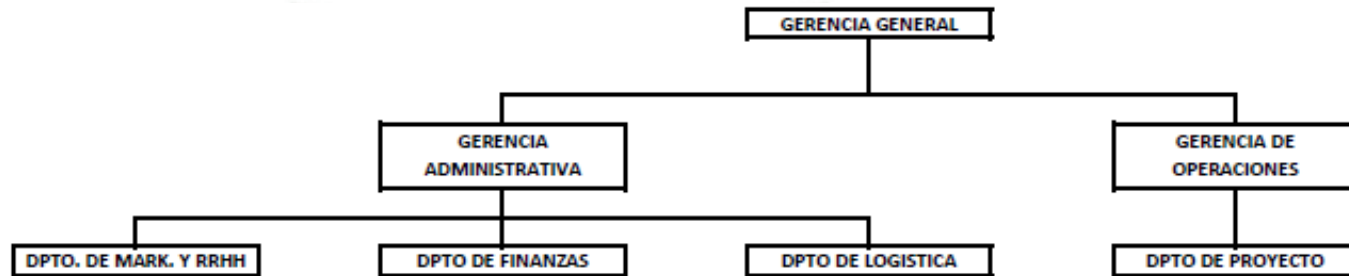 GERENCIA GENERAL
GERENCIA
ADMINISTRATIVA
GERENCIA DE
OPERACIONES
DPTO. DE MARK. Y RRHH
DPTO DE FINANZAS
DPTO DE LOGISTICA
DPTO DE PROYECTO